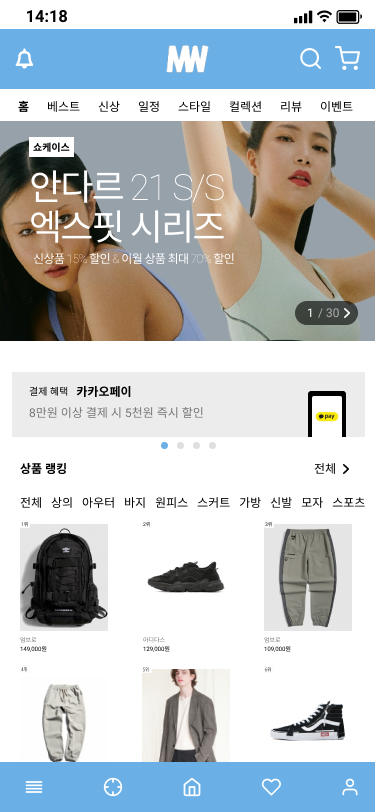 14:18
MW
홈 베스트 신상 일정 스타일 컬렉션 리뷰 이벤트
쇼케이스
안다르 21 S/S
엑스핏 시리즈
신상품 15% 할인 & 이월 상품 최대 70% 할인
1 / 30
결제 혜택 카카오페이
8만원 이상 결제 시 5천원 즉시 할인
pay
상품 랭킹
전체
전체 상의 아우터 바지 원피스 스커트 가방 신발 모자 스포츠
1위 2위 3위
엄브로 아디다스 엄브로
149,000원 129,000원 109,000원
4위 5위 6위